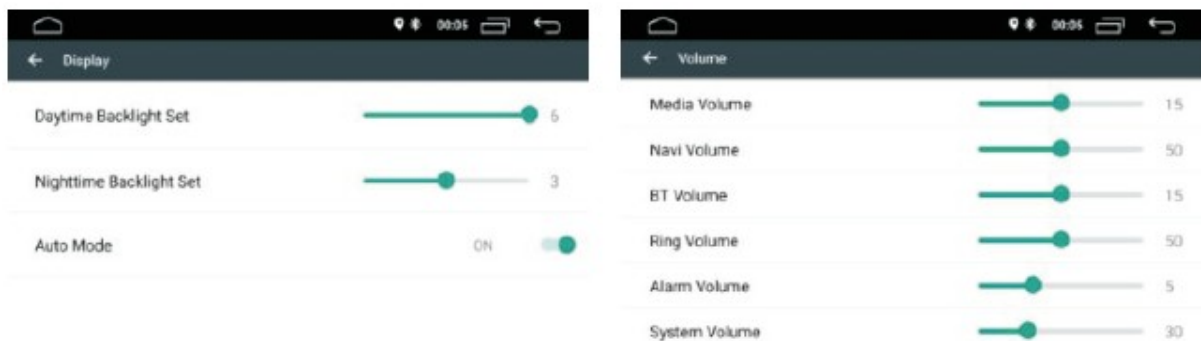 00:05
Display
Daytime Backlight Set 6
Nighttime Backlight Set 3
Auto Mode ON
00:05
Volume
Media Volume 15
Navi Volume 50
BT Volume 15
Ring Volume 50
Alarm Volume 5
System Volume 30